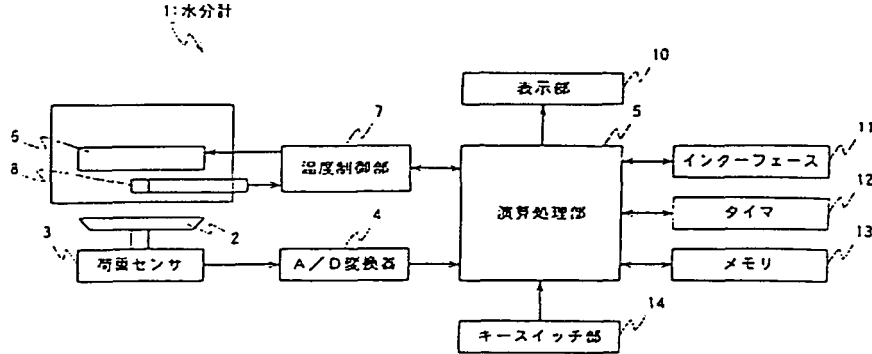 1:水分計
10
表示部
7
5
11
6
温度制御部
インターフェース
8
12
演算処理部
タイマ
3
2
4
13
荷重センサ
A/D変換器
メモリ
14
キースイッチ部